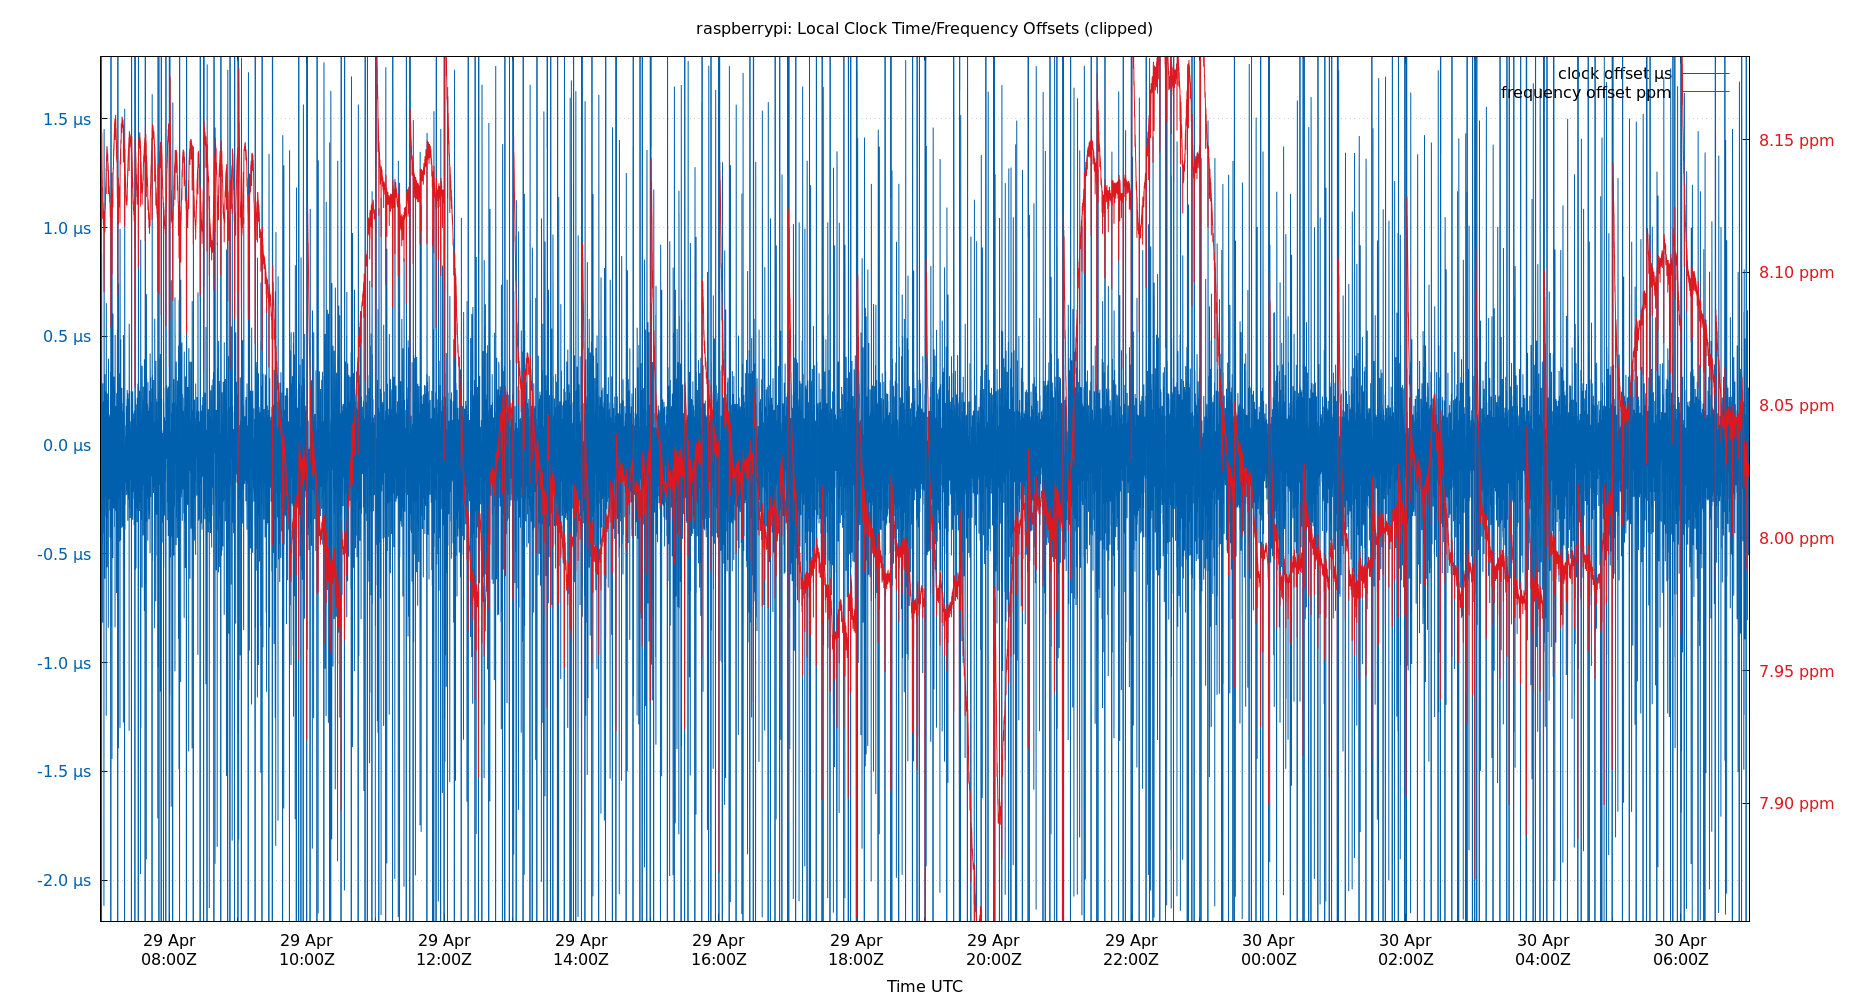 raspberrypi: Local Clock Time/Frequency Offsets (clipped)
clock offset µs
frequency offset ppm
1.5 µs
1.0 µs
0.5 µs
0.0 µs
-0.5 µs
-1.0 µs
-1.5 µs
-2.0 µs
8.15 ppm
8.10 ppm
8.05 ppm
8.00 ppm
7.95 ppm
7.90 ppm
29 Apr 29 Apr 29 Apr 29 Apr 29 Apr 29 Apr 29 Apr 29 Apr 30 Apr 30 Apr 30 Apr 30 Apr
08:00Z 10:00Z 12:00Z 14:00Z 16:00Z 18:00Z 20:00Z 22:00Z 00:00Z 02:00Z 04:00Z 06:00Z
Time UTC